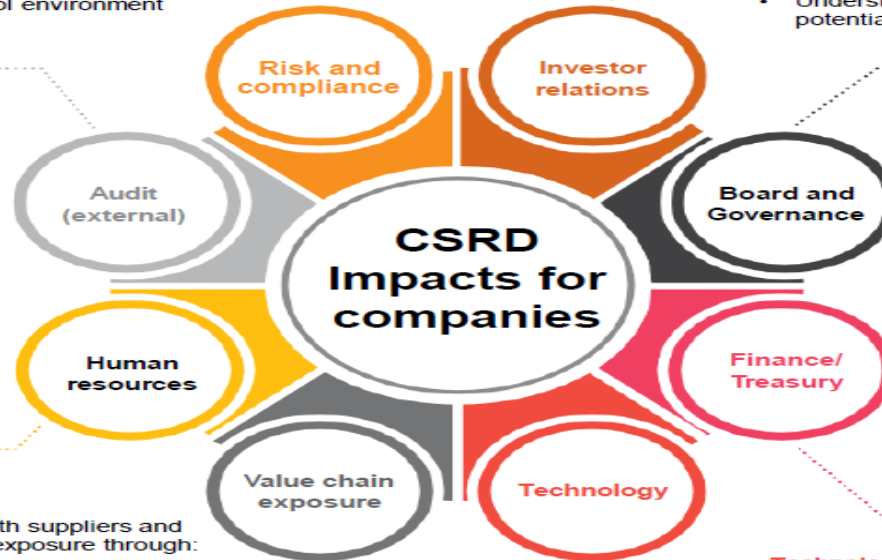 environment
potentia
Risk and
compliance
Investor
relations
Audit
(external)
Board and
Governance
CSRD
Impacts for
companies
Human
resources
Finance/
Treasury
Value chain
exposure
Technology
th suppliers and
exposure through: